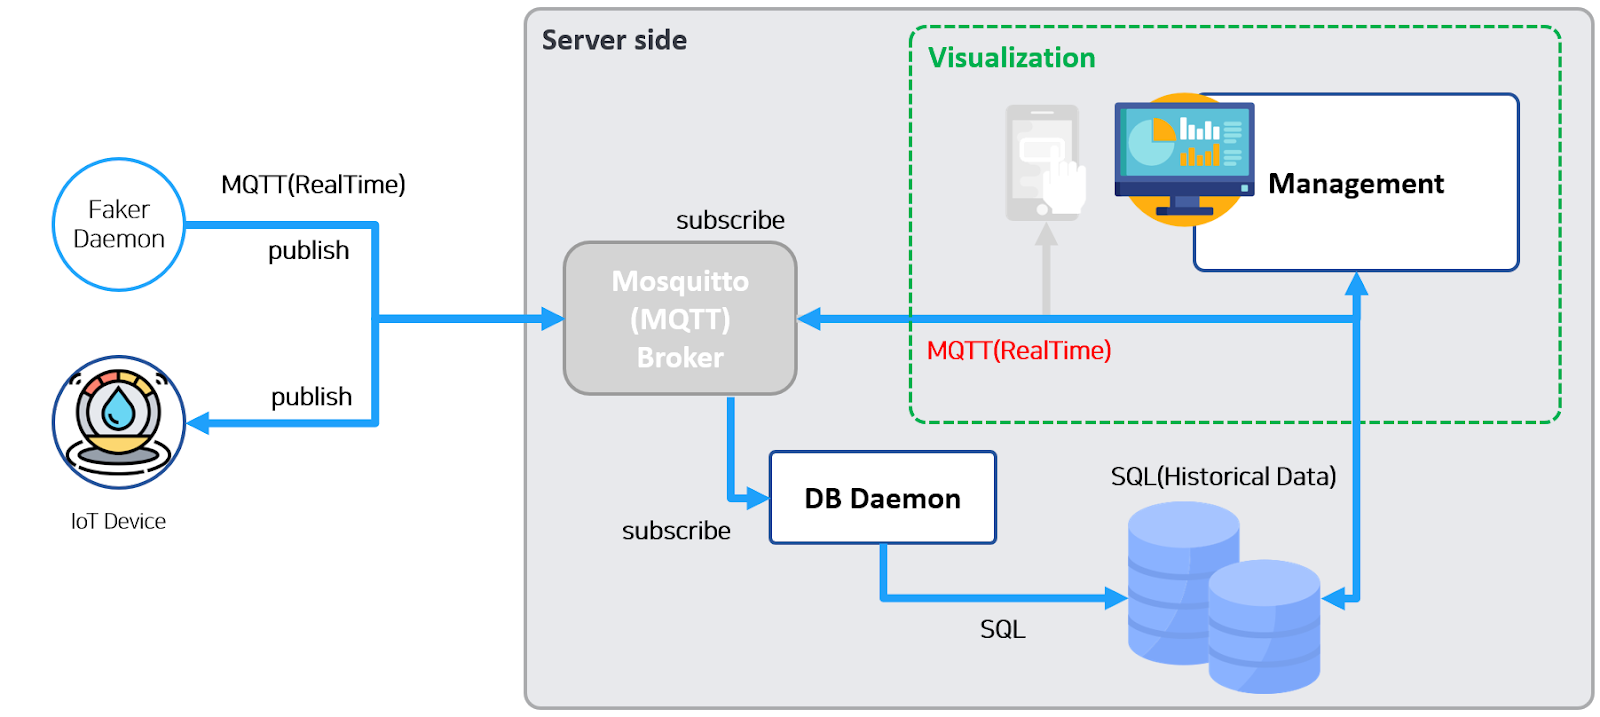 Server side
Visualization
MQTT(RealTime)
Faker
Daemon
publish
subscribe
Management
Mosquitto
(MQTT)
Broker
MQTT(RealTime)
publish
IoT Device
DB Daemon
subscribe
SQL(Historical Data)
SQL